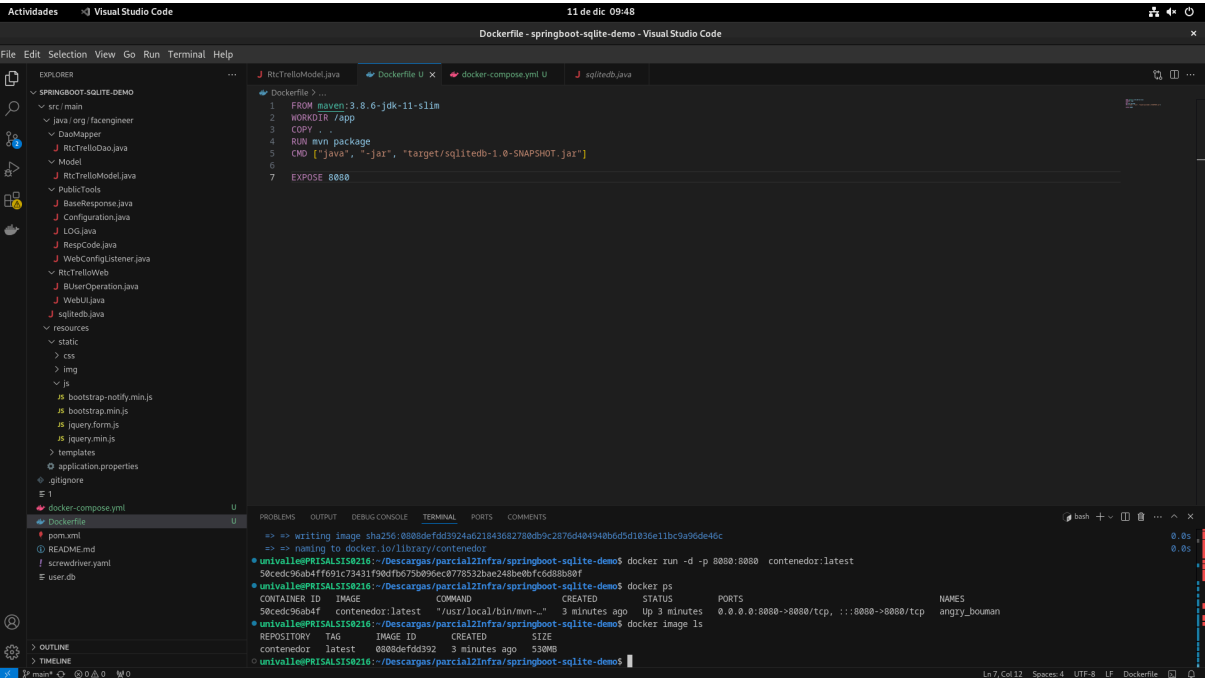 Actividades Visual Studio Code 11 de dic 09:48
Dockerfile - springboot-sqlite-demo - Visual Studio Code ×
File Edit Selection View Go Run Terminal Help
EXPLORER ...
SPRINGBOOT-SQLITE-DEMO
src / main
java / org / facengineer
DaoMapper
J RtcTrelloDao.java
Model
J RtcTrelloModel.java
PublicTools
J BaseResponse.java
J Configuration.java
J LOG.java
J RespCode.java
J WebConfigListener.java
RtcTrelloWeb
J BUserOperation.java
J WebUI.java
J sqlitedb.java
resources
static
css
img
js
JS bootstrap-notify.min.js
JS bootstrap.min.js
JS jquery.form.js
JS jquery.min.js
templates
application.properties
.gitignore
1
docker-compose.yml U
Dockerfile U
pom.xml
README.md
! screwdriver.yaml
user.db
OUTLINE
TIMELINE
2
J RtcTrelloModel.java Dockerfile U × docker-compose.yml U J sqlitedb.java
Dockerfile > ...
1 FROM maven:3.8.6-jdk-11-slim
2 WORKDIR /app
3 COPY . .
4 RUN mvn package
5 CMD ["java", "-jar", "target/sqlitedb-1.0-SNAPSHOT.jar"]
6
7 EXPOSE 8080
PROBLEMS OUTPUT DEBUG CONSOLE TERMINAL PORTS COMMENTS bash
=> => writing image sha256:0808defdd3924a621843682780db9c2876d404940b6d5d1036e11bc9a96de46c 0.0s
=> => naming to docker.io/library/contenedor 0.0s
univalle@PRISALSIS0216:~/Descargas/parcial2Infra/springboot-sqlite-demo$ docker run -d -p 8080:8080 contenedor:latest
50cedc96ab4ff691c73431f90dfb675b096ec0778532bae248be0bfc6d88b80f
univalle@PRISALSIS0216:~/Descargas/parcial2Infra/springboot-sqlite-demo$ docker ps
CONTAINER ID IMAGE COMMAND CREATED STATUS PORTS NAMES
50cedc96ab4f contenedor:latest "/usr/local/bin/mvn-…" 3 minutes ago Up 3 minutes 0.0.0.0:8080->8080/tcp, :::8080->8080/tcp angry_bouman
univalle@PRISALSIS0216:~/Descargas/parcial2Infra/springboot-sqlite-demo$ docker image ls
REPOSITORY TAG IMAGE ID CREATED SIZE
contenedor latest 0808defdd392 3 minutes ago 530MB
univalle@PRISALSIS0216:~/Descargas/parcial2Infra/springboot-sqlite-demo$
main* 0 0 0 Ln 7, Col 12 Spaces: 4 UTF-8 LF Dockerfile